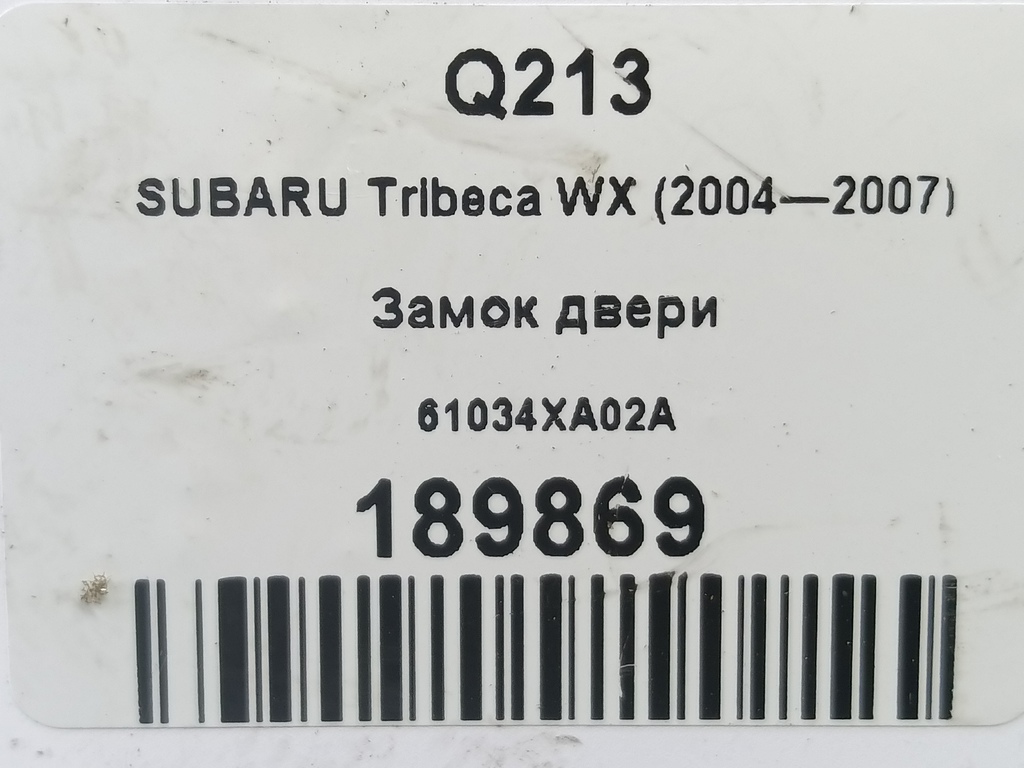 Q213
SUBARU Tribeca WX (2004—2007)
Замок двери
61034XA02A
189869